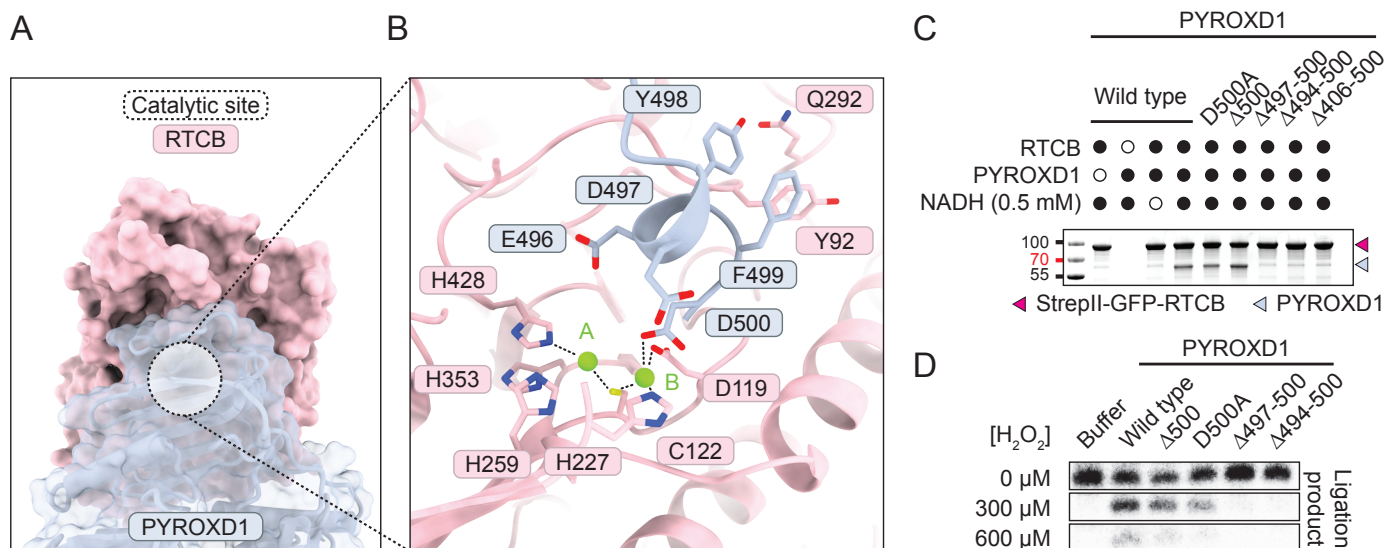 A
Catalytic site
RTCB
PYROXD1
B
Y498
Q292
D497
E496
Y92
H428
F499
A
D500
B
H353
D119
H259
H227
C122
C
PYROXD1
Wild type
D500A
Δ500
Δ497-500
Δ494-500
Δ406-500
RTCB
PYROXD1
NADH (0.5 mM)
100
70
55
StrepII-GFP-RTCB
PYROXD1
D
PYROXD1
[H₂O₂]
Buffer
Wild type
Δ500
D500A
Δ497-500
Δ494-500
0 μM
300 μM
600 μM
Ligation
product